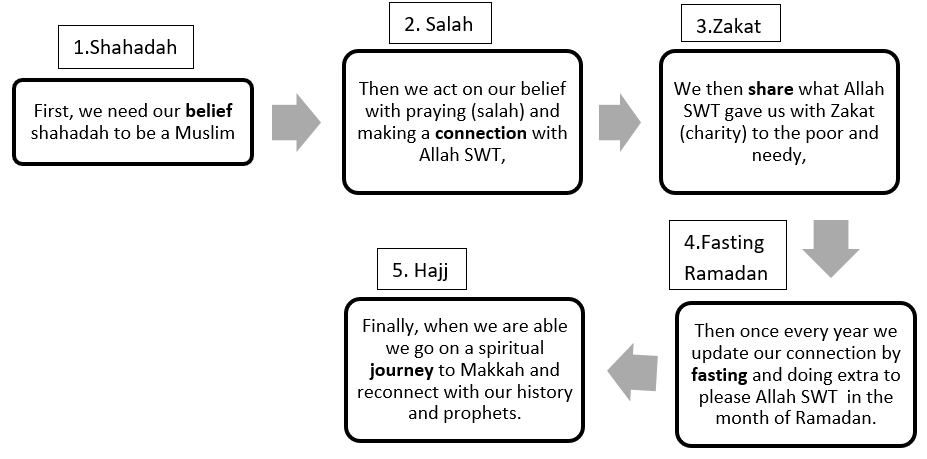 1.Shahadah
First, we need our belief
shahadah to be a Muslim
2. Salah
Then we act on our belief
with praying (salah) and
making a connection with
Allah SWT,
3.Zakat
We then share what Allah
SWT gave us with Zakat
(charity) to the poor and
needy,
4.Fasting
Ramadan
Then once every year we
update our connection by
fasting and doing extra to
please Allah SWT  in the
month of Ramadan.
5. Hajj
Finally, when we are able
we go on a spiritual
journey to Makkah and
reconnect with our history
and prophets.